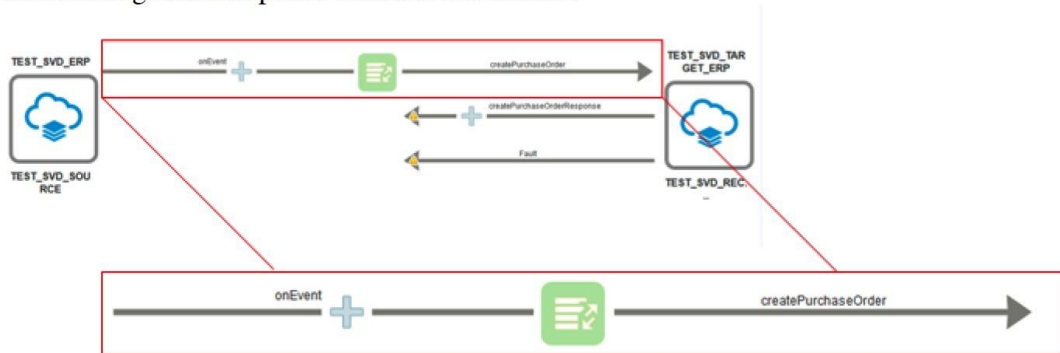 TEST_SVD_ERP
onEvent
createPurchaseOrder
TEST_SVD_TAR
GET_ERP
createPurchaseOrderResponse
Fault
TEST_SVD_SOU
RCE
TEST_SVD_REC.
_
onEvent
createPurchaseOrder